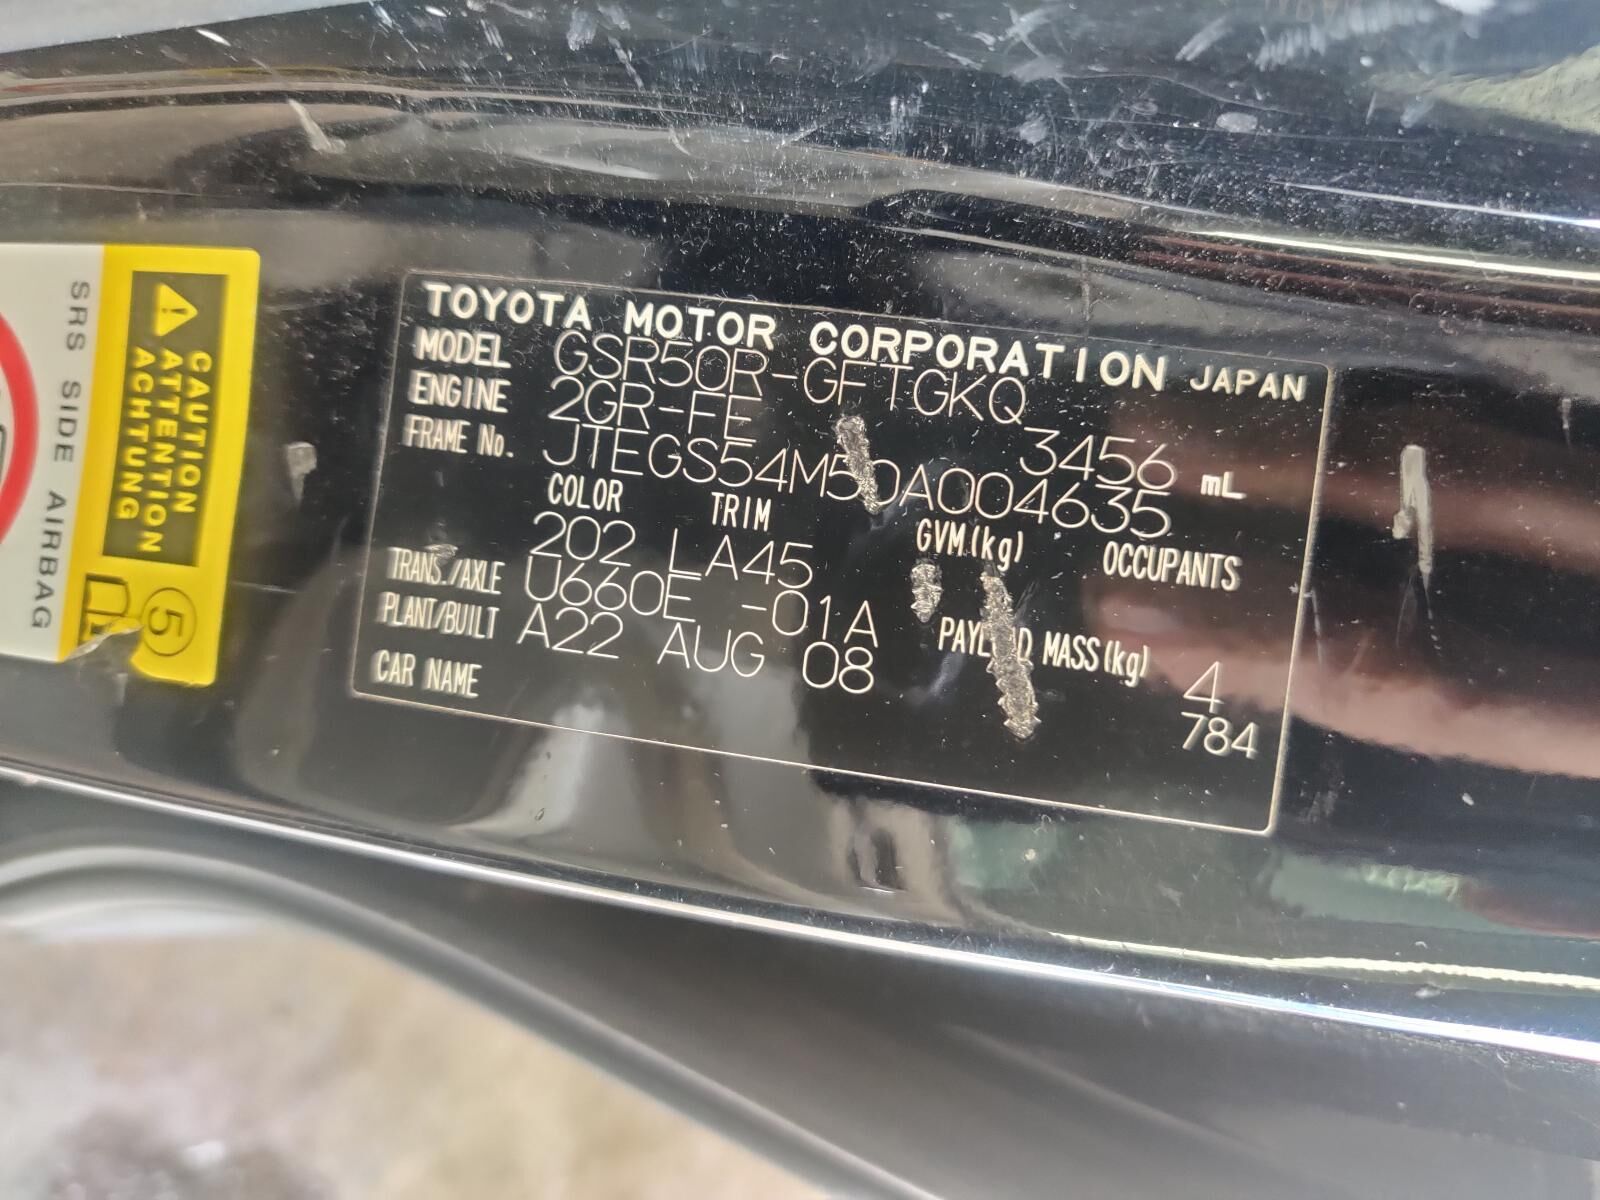 TOYOTA MOTOR CORPORATION JAPAN
MODEL GSR50R-GFTGKQ
ENGINE 2GR-FE 3456 mL
FRAME No. JTEGS54M50A004635
COLOR TRIM GVM(kg) OCCUPANTS
202 LA45 4
TRANS./AXLE U660E -01A PAYLOAD MASS(kg)
PLANT/BUILT A22 AUG 08 784
CAR NAME
CAUTION
ATTENTION
ACHTUNG
5
SRS SIDE AIRBAG